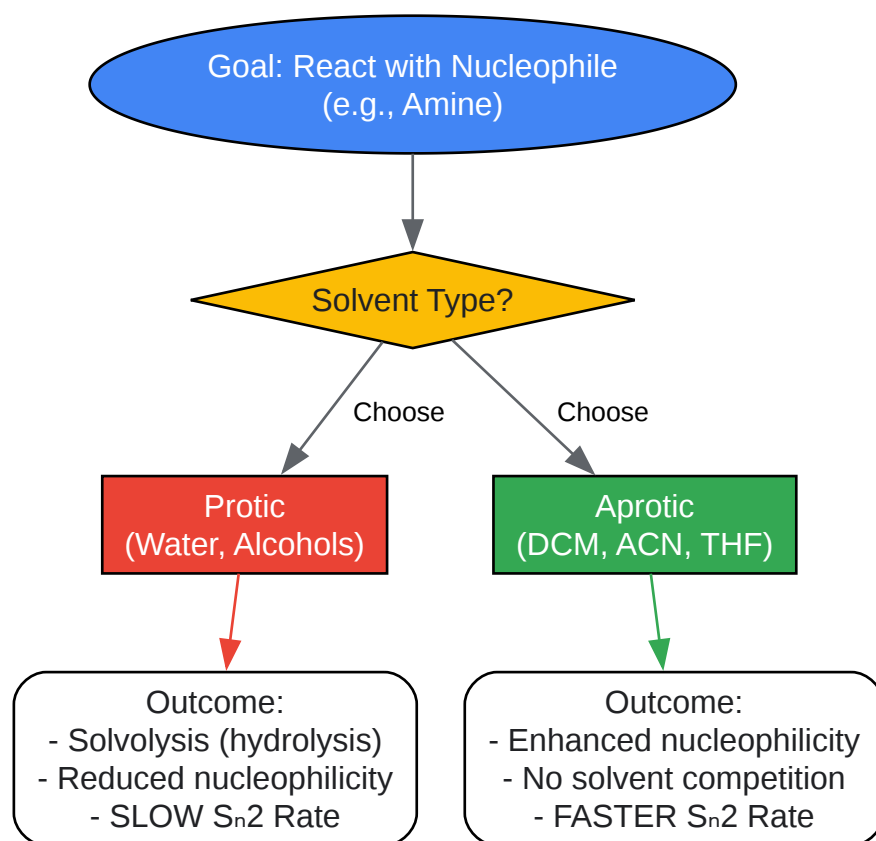 Goal: React with Nucleophile
(e.g., Amine)
Solvent Type?
Choose
Choose
Protic
(Water, Alcohols)
Aprotic
(DCM, ACN, THF)
Outcome:
- Solvolysis (hydrolysis)
- Reduced nucleophilicity
- SLOW Sₙ2 Rate
Outcome:
- Enhanced nucleophilicity
- No solvent competition
- FASTER Sₙ2 Rate